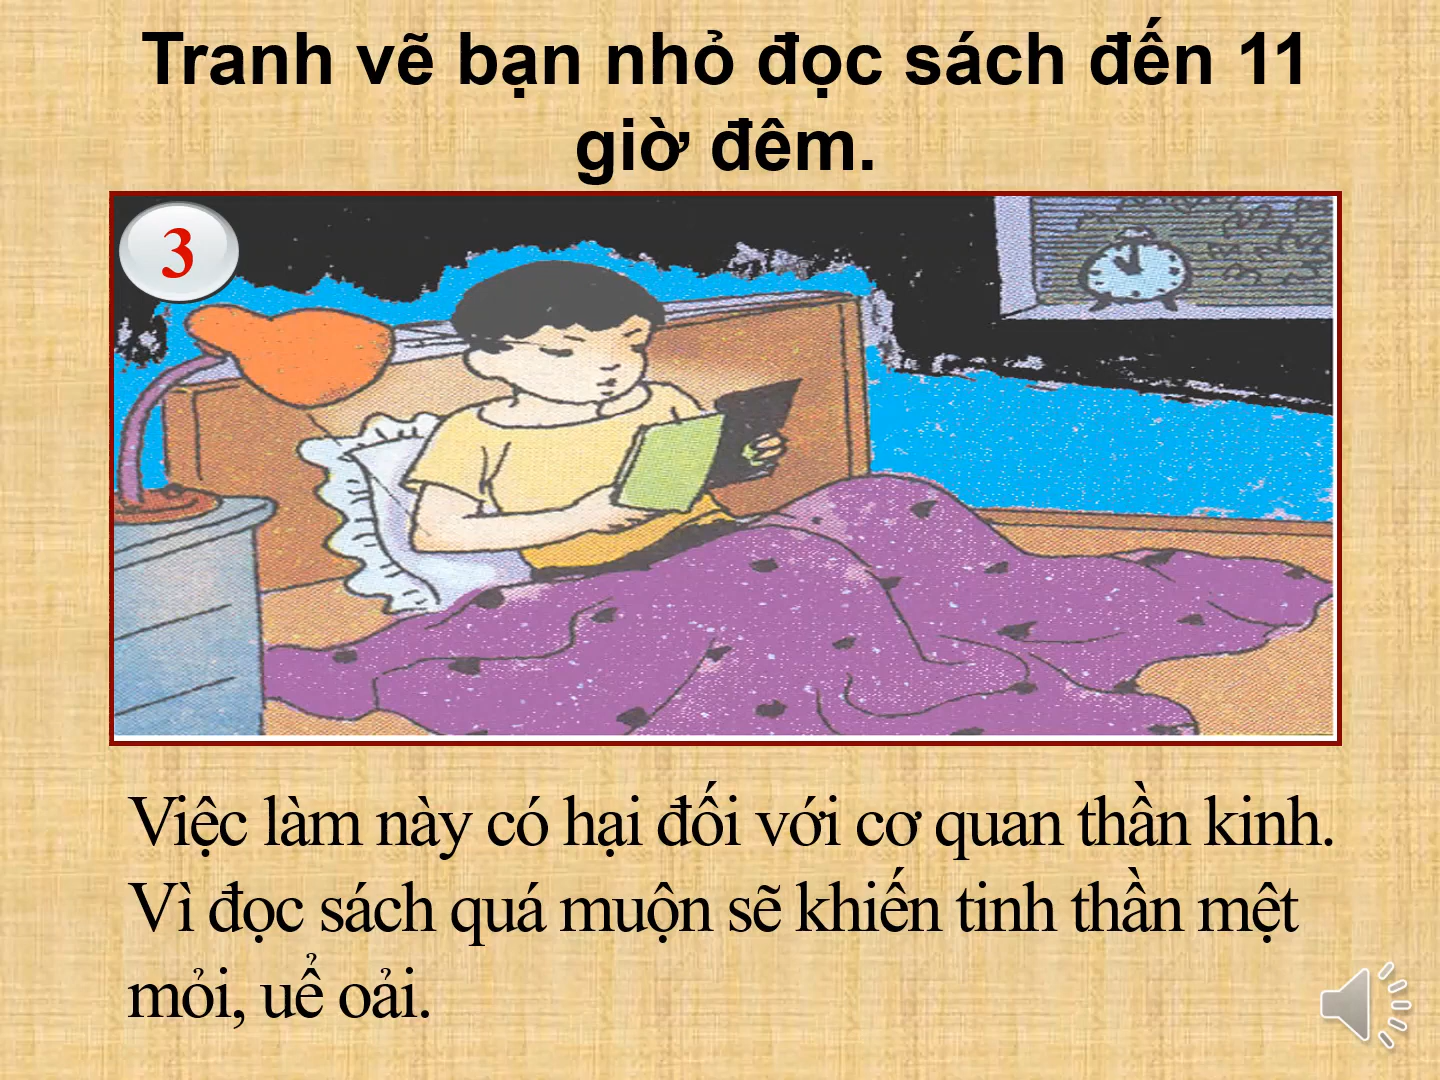 Tranh vẽ bạn nhỏ đọc sách đến 11
giờ đêm.
3
Việc làm này có hại đối với cơ quan thần kinh.
Vì đọc sách quá muộn sẽ khiến tinh thần mệt
mỏi, uể oải.